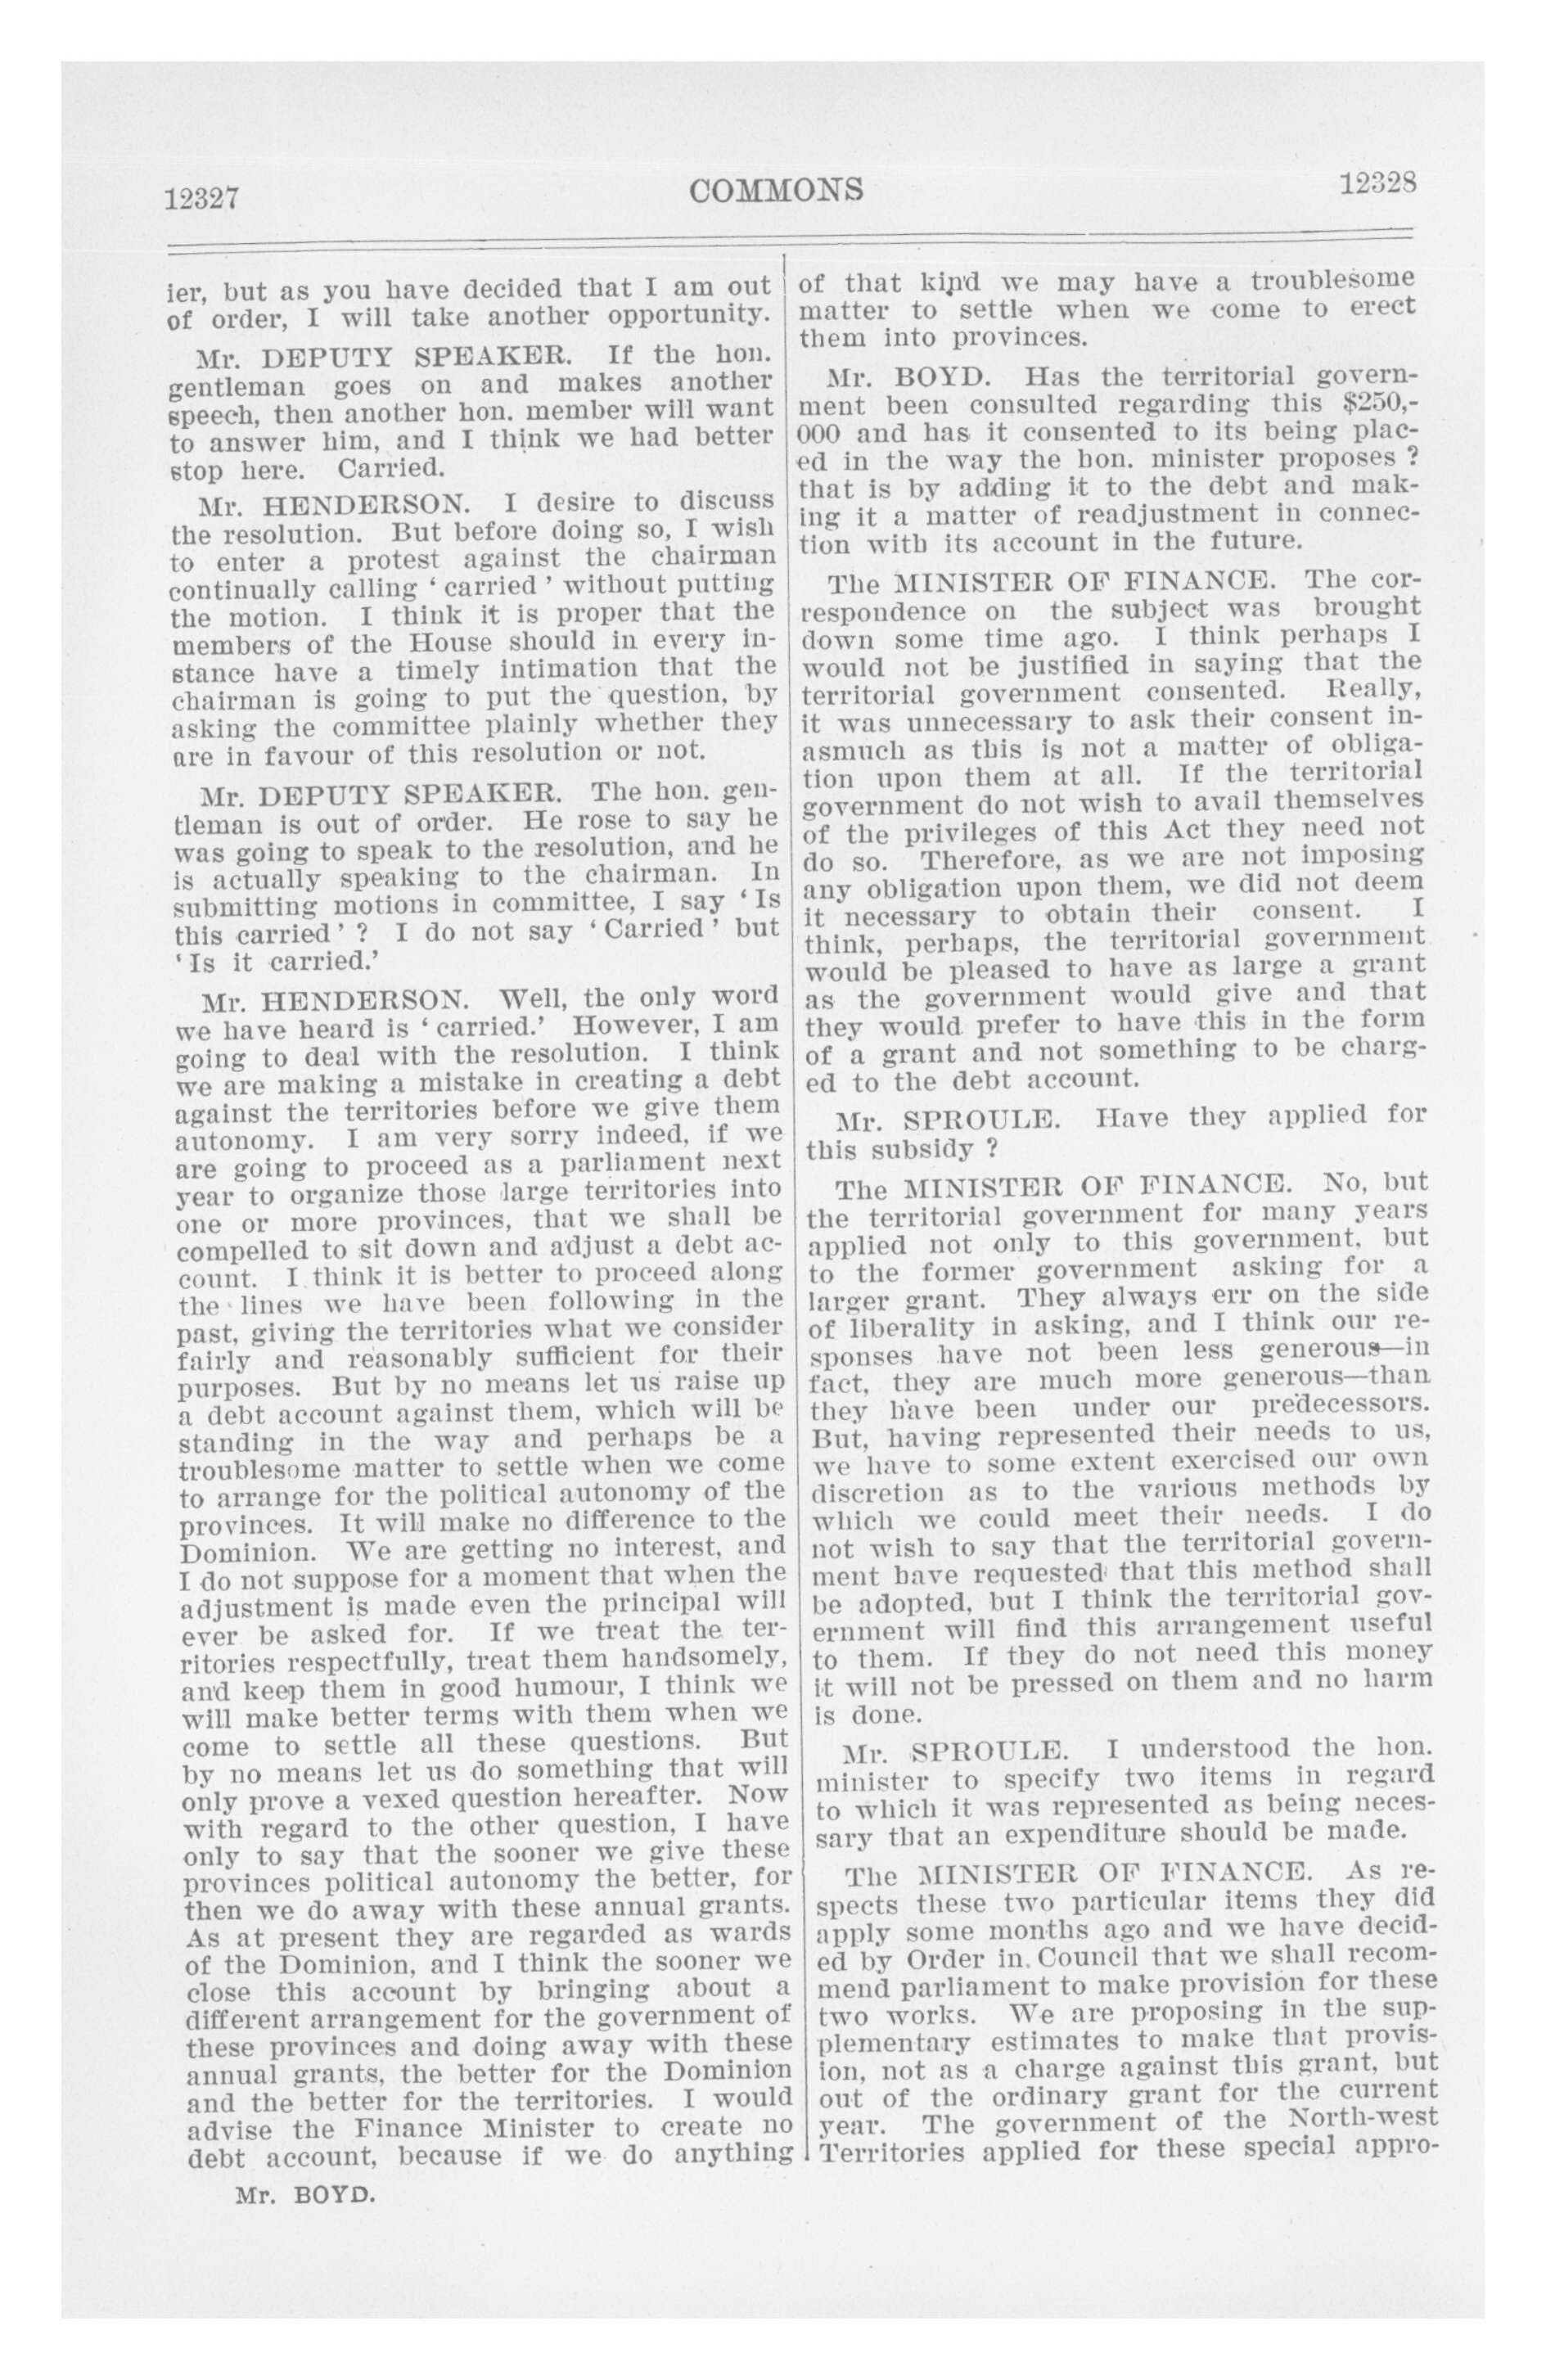 12327
COMMONS
12328
ier, but as you have decided that I am out
of order, I will take another opportunity.
Mr. DEPUTY SPEAKER. If the hon.
gentleman goes on and makes another
speech, then another hon. member will want
to answer him, and I think we had better
stop here. Carried.
Mr. HENDERSON. I desire to discuss
the resolution. But before doing so, I wish
to enter a protest against the chairman
continually calling ' carried ' without putting
the motion. I think it is proper that the
members of the House should in every in-
stance have a timely intimation that the
chairman is going to put the question, by
asking the committee plainly whether they
are in favour of this resolution or not.
Mr. DEPUTY SPEAKER. The hon. gen-
tleman is out of order. He rose to say he
was going to speak to the resolution, and he
is actually speaking to the chairman. In
submitting motions in committee, I say ' Is
this carried ' ? I do not say ' Carried ' but
' Is it carried.'
Mr. HENDERSON. Well, the only word
we have heard is ' carried.' However, I am
going to deal with the resolution. I think
we are making a mistake in creating a debt
against the territories before we give them
autonomy. I am very sorry indeed, if we
are going to proceed as a parliament next
year to organize those large territories into
one or more provinces, that we shall be
compelled to sit down and adjust a debt ac-
count. I think it is better to proceed along
the lines we have been following in the
past, giving the territories what we consider
fairly and reasonably sufficient for their
purposes. But by no means let us raise up
a debt account against them, which will be
standing in the way and perhaps be a
troublesome matter to settle when we come
to arrange for the political autonomy of the
provinces. It will make no difference to the
Dominion. We are getting no interest, and
I do not suppose for a moment that when the
adjustment is made even the principal will
ever be asked for. If we treat the ter-
ritories respectfully, treat them handsomely,
and keep them in good humour, I think we
will make better terms with them when we
come to settle all these questions. But
by no means let us do something that will
only prove a vexed question hereafter. Now
with regard to the other question, I have
only to say that the sooner we give these
provinces political autonomy the better, for
then we do away with these annual grants.
As at present they are regarded as wards
of the Dominion, and I think the sooner we
close this account by bringing about a
different arrangement for the government of
these provinces and doing away with these
annual grants, the better for the Dominion
and the better for the territories. I would
advise the Finance Minister to create no
debt account, because if we do anything
Mr. BOYD.
of that kind we may have a troublesome
matter to settle when we come to erect
them into provinces.
Mr. BOYD. Has the territorial govern-
ment been consulted regarding this $250,-
000 and has it consented to its being plac-
ed in the way the hon. minister proposes ?
that is by adding it to the debt and mak-
ing it a matter of readjustment in connec-
tion with its account in the future.
The MINISTER OF FINANCE. The cor-
respondence on the subject was brought
down some time ago. I think perhaps I
would not be justified in saying that the
territorial government consented. Really,
it was unnecessary to ask their consent in-
asmuch as this is not a matter of obliga-
tion upon them at all. If the territorial
government do not wish to avail themselves
of the privileges of this Act they need not
do so. Therefore, as we are not imposing
any obligation upon them, we did not deem
it necessary to obtain their consent. I
think, perhaps, the territorial government
would be pleased to have as large a grant
as the government would give and that
they would prefer to have this in the form
of a grant and not something to be charg-
ed to the debt account.
Mr. SPROULE. Have they applied for
this subsidy ?
The MINISTER OF FINANCE. No, but
the territorial government for many years
applied not only to this government, but
to the former government asking for a
larger grant. They always err on the side
of liberality in asking, and I think our re-
sponses have not been less generous—in
fact, they are much more generous—than
they have been under our predecessors.
But, having represented their needs to us,
we have to some extent exercised our own
discretion as to the various methods by
which we could meet their needs. I do
not wish to say that the territorial govern-
ment have requested that this method shall
be adopted, but I think the territorial gov-
ernment will find this arrangement useful
to them. If they do not need this money
it will not be pressed on them and no harm
is done.
Mr. SPROULE. I understood the hon.
minister to specify two items in regard
to which it was represented as being neces-
sary that an expenditure should be made.
The MINISTER OF FINANCE. As re-
spects these two particular items they did
apply some months ago and we have decid-
ed by Order in Council that we shall recom-
mend parliament to make provision for these
two works. We are proposing in the sup-
plementary estimates to make that provis-
ion, not as a charge against this grant, but
out of the ordinary grant for the current
year. The government of the North-west
Territories applied for these special appro-